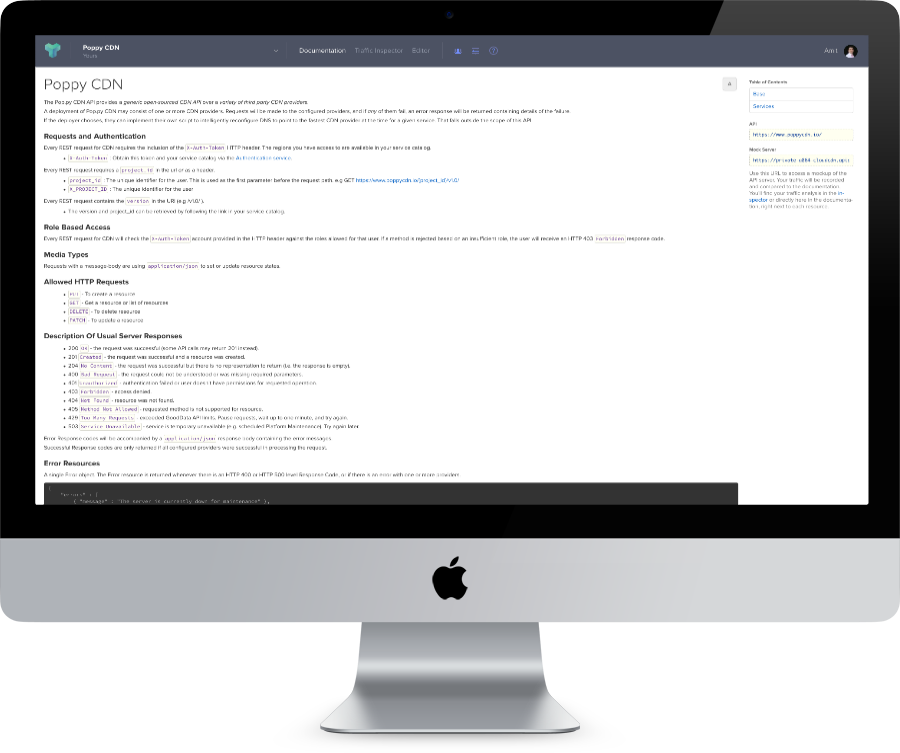 Poppy CDN
Yours
Documentation Traffic Inspector Editor
Amit
Poppy CDN
The Poppy CDN API provides a generic open-sourced CDN API over a variety of third party CDN providers.
A deployment of Poppy CDN may consist of one or more CDN providers. Requests will be made to the configured providers, and if any of them fail, an error response will be returned containing details of the failure.
If the deployer chooses, they can implement their own script to intelligently reconfigure DNS to point to the fastest CDN provider at the time for a given service. That falls outside the scope of this API.
Requests and Authentication
Every REST request for CDN requires the inclusion of the X-Auth-Token HTTP header. The regions you have access to are available in your service catalog.
X-Auth-Token - Obtain this token and your service catalog via the Authentication service.
Every REST request requires a project_id in the url or as a header.
project_id : The unique identifier for the user. This is used as the first parameter before the request path. e.g GET https://www.poppycdn.io/{project_id}/v1.0/
X_PROJECT_ID : The unique identifier for the user
Every REST request contains the version in the URI (e.g /v1.0/ ).
The version and project_id can be retrieved by following the link in your service catalog.
Role Based Access
Every REST request for CDN will check the X-Auth-Token account provided in the HTTP header against the roles allowed for that user. If a method is rejected based on an insufficient role, the user will receive an HTTP 403 Forbidden response code.
Media Types
Requests with a message-body are using application/json to set or update resource states.
Allowed HTTP Requests
PUT - To create a resource
GET - Get a resource or list of resources
DELETE - To delete resource
PATCH - To update a resource
Description Of Usual Server Responses
200 OK - the request was successful (some API calls may return 201 instead).
201 Created - the request was successful and a resource was created.
204 No Content - the request was successful but there is no representation to return (i.e. the response is empty).
400 Bad Request - the request could not be understood or was missing required parameters.
401 Unauthorized - authentication failed or user doesn't have permissions for requested operation.
403 Forbidden - access denied.
404 Not Found - resource was not found.
405 Method Not Allowed - requested method is not supported for resource.
429 Too Many Requests - exceeded GoodData API limits. Pause requests, wait up to one minute, and try again.
503 Service Unavailable - service is temporary unavailable (e.g. scheduled Platform Maintenance). Try again later.
Error Response codes will be accompanied by a application/json response body containing the error messages.
Successful Response codes are only returned if all configured providers were successful in processing the request.
Error Resources
A single Error object. The Error resource is returned whenever there is an HTTP 400 or HTTP 500 level Response Code, or if there is an error with one or more providers.
{
"errors" : [
{ "message" : "The server is currently down for maintenance" },
Table of Contents
Base
Services
API
https://www.poppycdn.io/
Mock Server
Use this URL to access a mockup of the
API server. Your traffic will be recorded
and compared to the documentation.
You'll find your traffic analysis in the in-
spector or directly here in the documenta-
tion, right next to each resource.